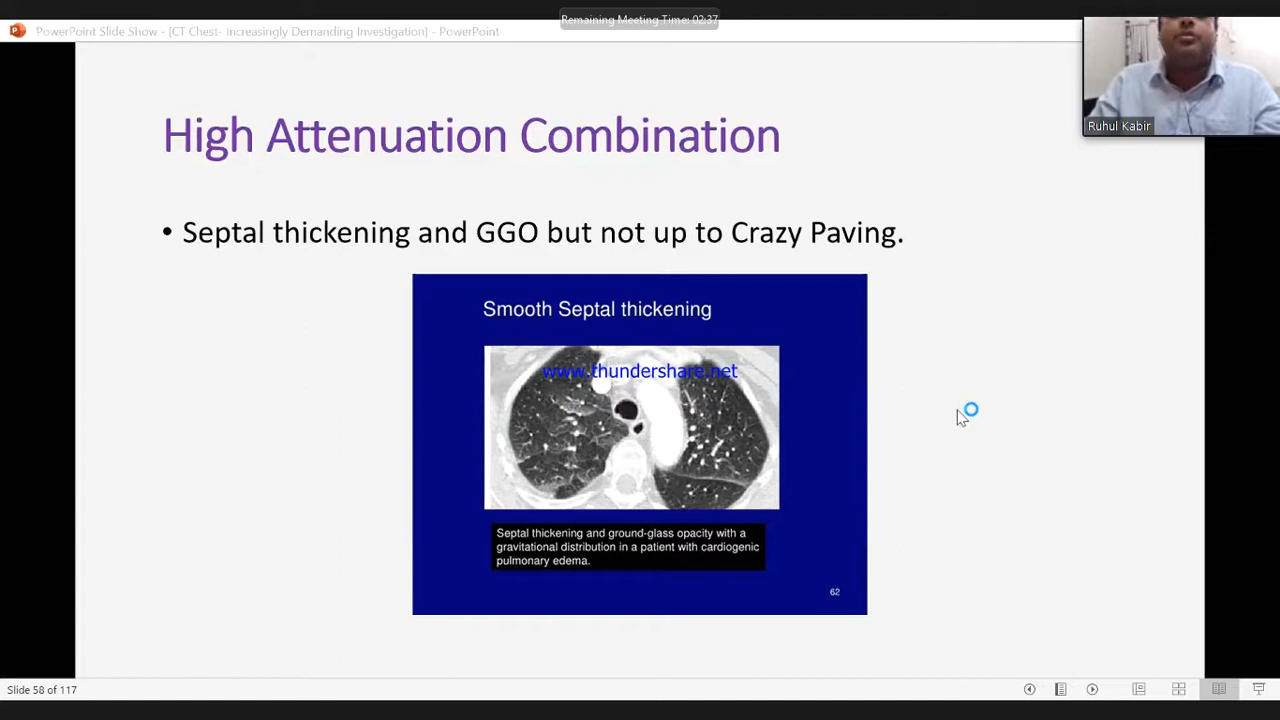 Remaining Meeting Time: 02:37
PowerPoint Slide Show - [CT Chest- Increasingly Demanding Investigation] - PowerPoint
Ruhul Kabir
High Attenuation Combination
• Septal thickening and GGO but not up to Crazy Paving.
Smooth Septal thickening
www.thundershare.net
Septal thickening and ground-glass opacity with a
gravitational distribution in a patient with cardiogenic
pulmonary edema.
62
Slide 58 of 117